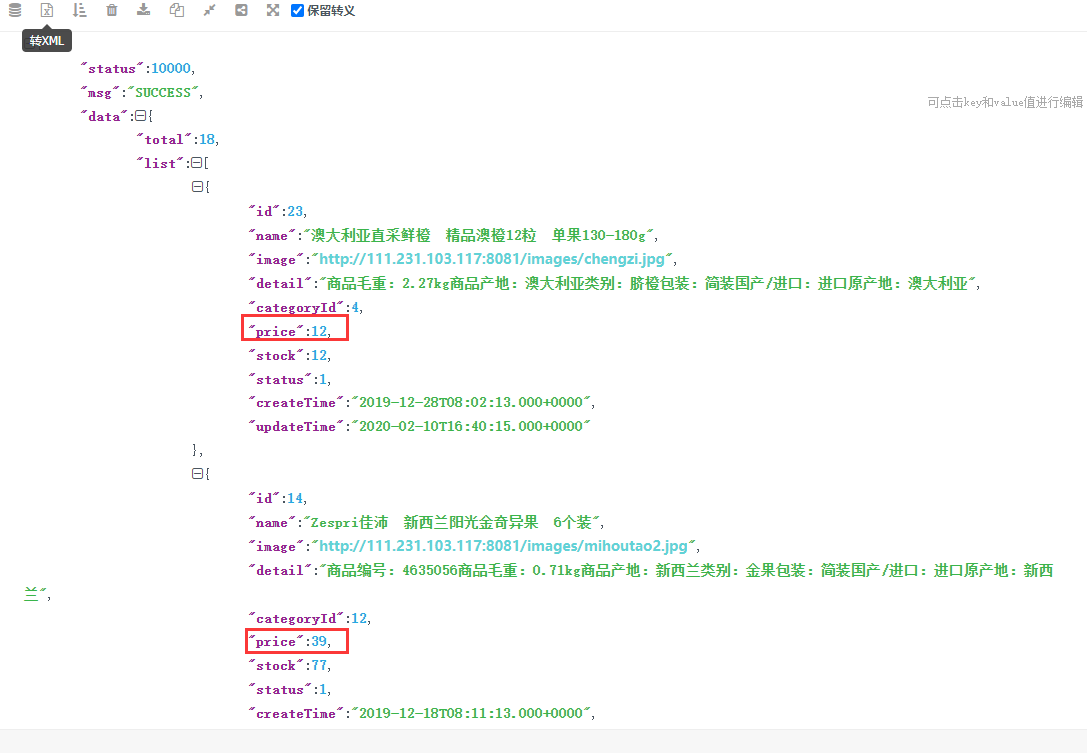 保留转义
转XML
"status":10000,
"msg":"SUCCESS",
可点击key和value值进行编辑
"data":{
"total":18,
"list":[
{
"id":23,
"name":"澳大利亚直采鲜橙　精品澳橙12粒　单果130-180g",
"image":"http://111.231.103.117:8081/images/chengzi.jpg",
"detail":"商品毛重：2.27kg商品产地：澳大利亚类别：脐橙包装：简装国产/进口：进口原产地：澳大利亚",
"categoryId":4,
"price":12,
"stock":12,
"status":1,
"createTime":"2019-12-28T08:02:13.000+0000",
"updateTime":"2020-02-10T16:40:15.000+0000"
},
{
"id":14,
"name":"Zespri佳沛　新西兰阳光金奇异果　6个装",
"image":"http://111.231.103.117:8081/images/mihoutao2.jpg",
"detail":"商品编号：4635056商品毛重：0.71kg商品产地：新西兰类别：金果包装：简装国产/进口：进口原产地：新西
兰",
"categoryId":12,
"price":39,
"stock":77,
"status":1,
"createTime":"2019-12-18T08:11:13.000+0000",